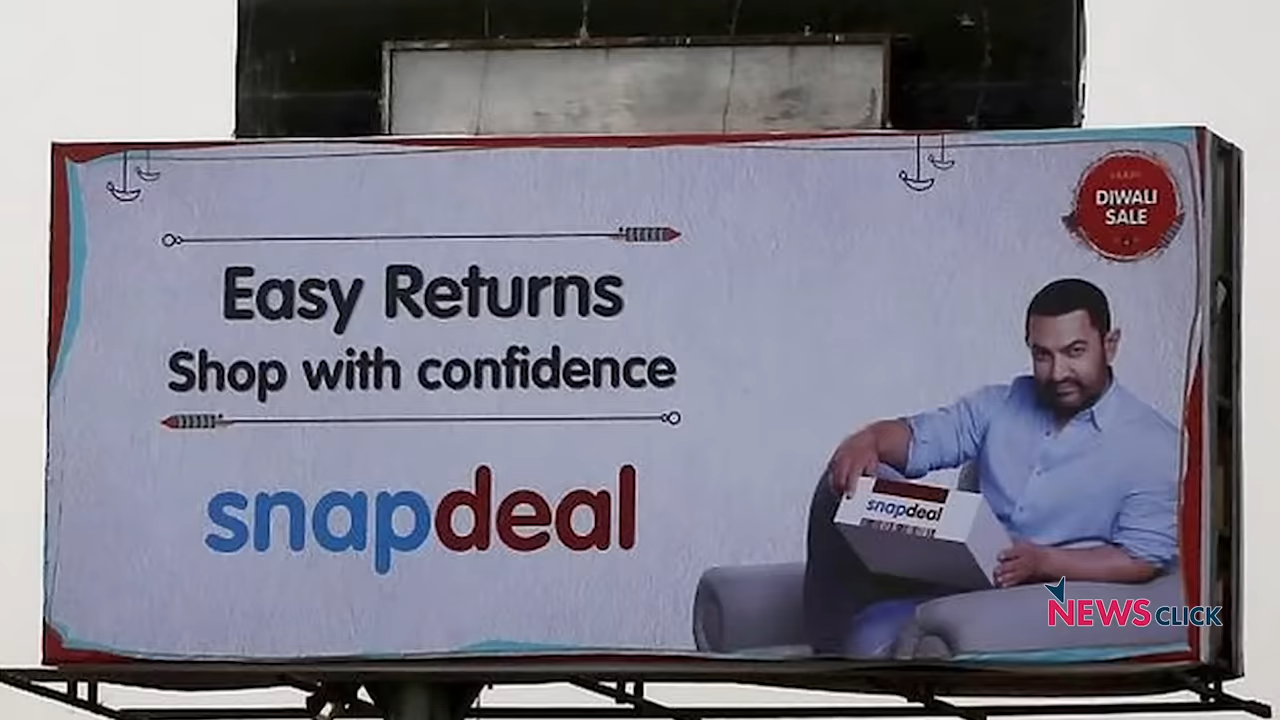 DIWALI
SALE
Easy Returns
Shop with confidence
snapdeal
snapdeal
NEWSCLICK